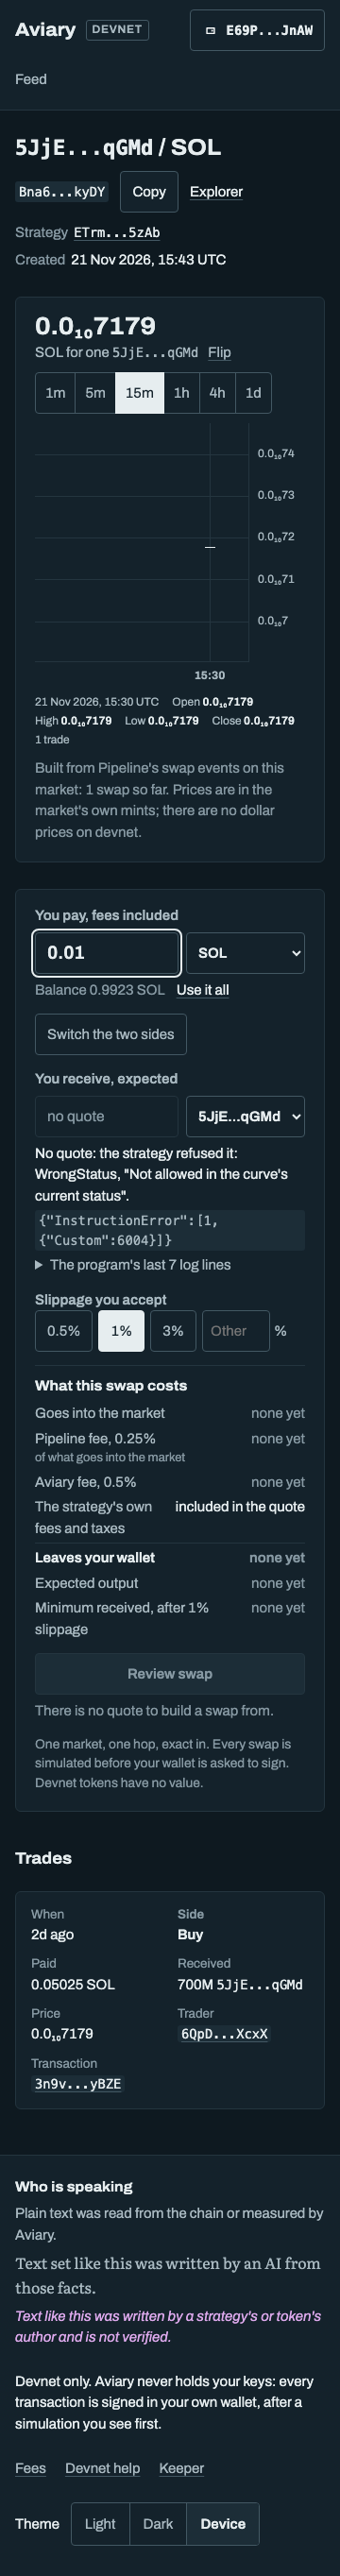 Aviary DEVNET E69P...JnAW
Feed
5JjE...qGMd / SOL
Bna6...kyDY Copy Explorer
Strategy ETrm...5zAb
Created 21 Nov 2026, 15:43 UTC
0.0₁₀7179
SOL for one 5JjE...qGMd Flip
1m 5m 15m 1h 4h 1d
0.0₁₀74
0.0₁₀73
0.0₁₀72
0.0₁₀71
0.0₁₀7
15:30
21 Nov 2026, 15:30 UTC Open 0.0₁₀7179
High 0.0₁₀7179 Low 0.0₁₀7179 Close 0.0₁₀7179
1 trade
Built from Pipeline's swap events on this
market: 1 swap so far. Prices are in the
market's own mints; there are no dollar
prices on devnet.
You pay, fees included
0.01 SOL
Balance 0.9923 SOL Use it all
Switch the two sides
You receive, expected
no quote 5JjE...qGMd
No quote: the strategy refused it:
WrongStatus, "Not allowed in the curve's
current status".
{"InstructionError":[1,
{"Custom":6004}]}
The program's last 7 log lines
Slippage you accept
0.5% 1% 3% Other %
What this swap costs
Goes into the market none yet
Pipeline fee, 0.25% none yet
of what goes into the market
Aviary fee, 0.5% none yet
The strategy's own included in the quote
fees and taxes
Leaves your wallet none yet
Expected output none yet
Minimum received, after 1% none yet
slippage
Review swap
There is no quote to build a swap from.
One market, one hop, exact in. Every swap is
simulated before your wallet is asked to sign.
Devnet tokens have no value.
Trades
When Side
2d ago Buy
Paid Received
0.05025 SOL 700M 5JjE...qGMd
Price Trader
0.0₁₀7179 6QpD...XcxX
Transaction
3n9v...yBZE
Who is speaking
Plain text was read from the chain or measured by
Aviary.
Text set like this was written by an AI from
those facts.
Text like this was written by a strategy's or token's
author and is not verified.
Devnet only. Aviary never holds your keys: every
transaction is signed in your own wallet, after a
simulation you see first.
Fees Devnet help Keeper
Theme Light Dark Device